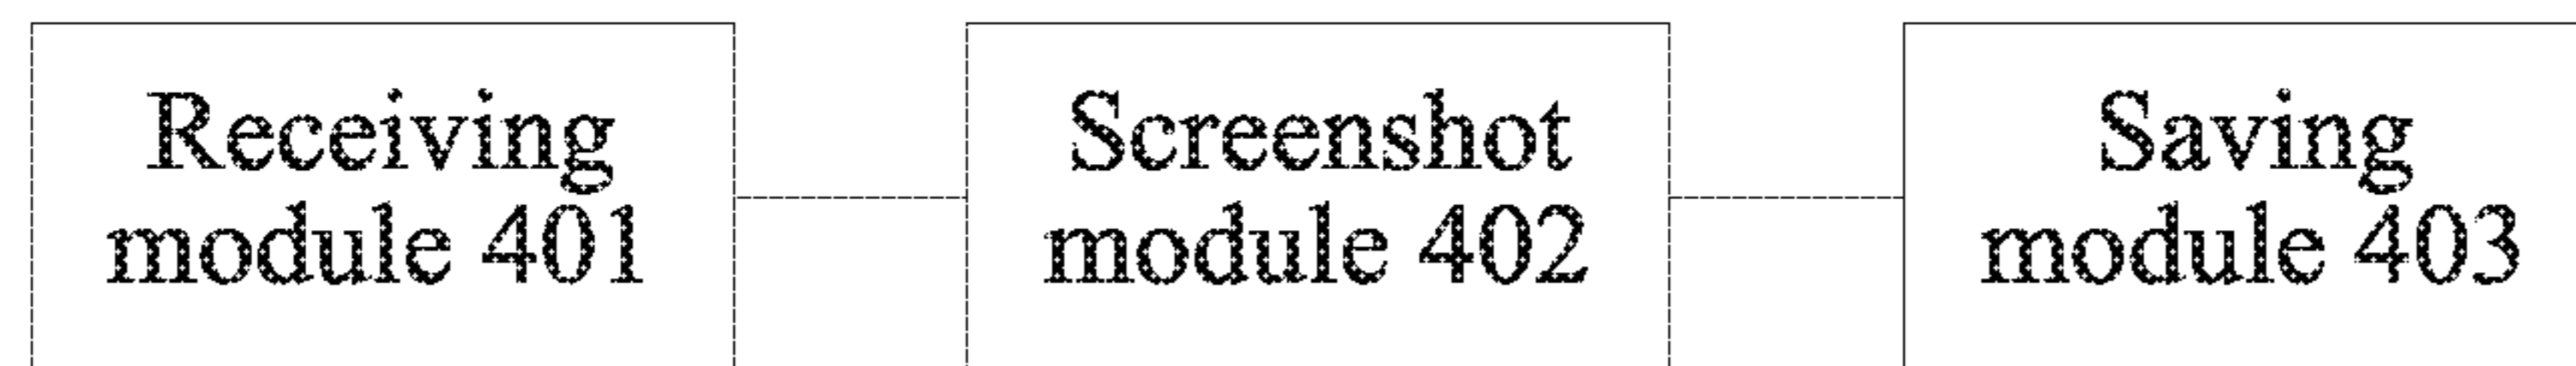 Receiving
module 401
Screenshot
module 402
Saving
module 403